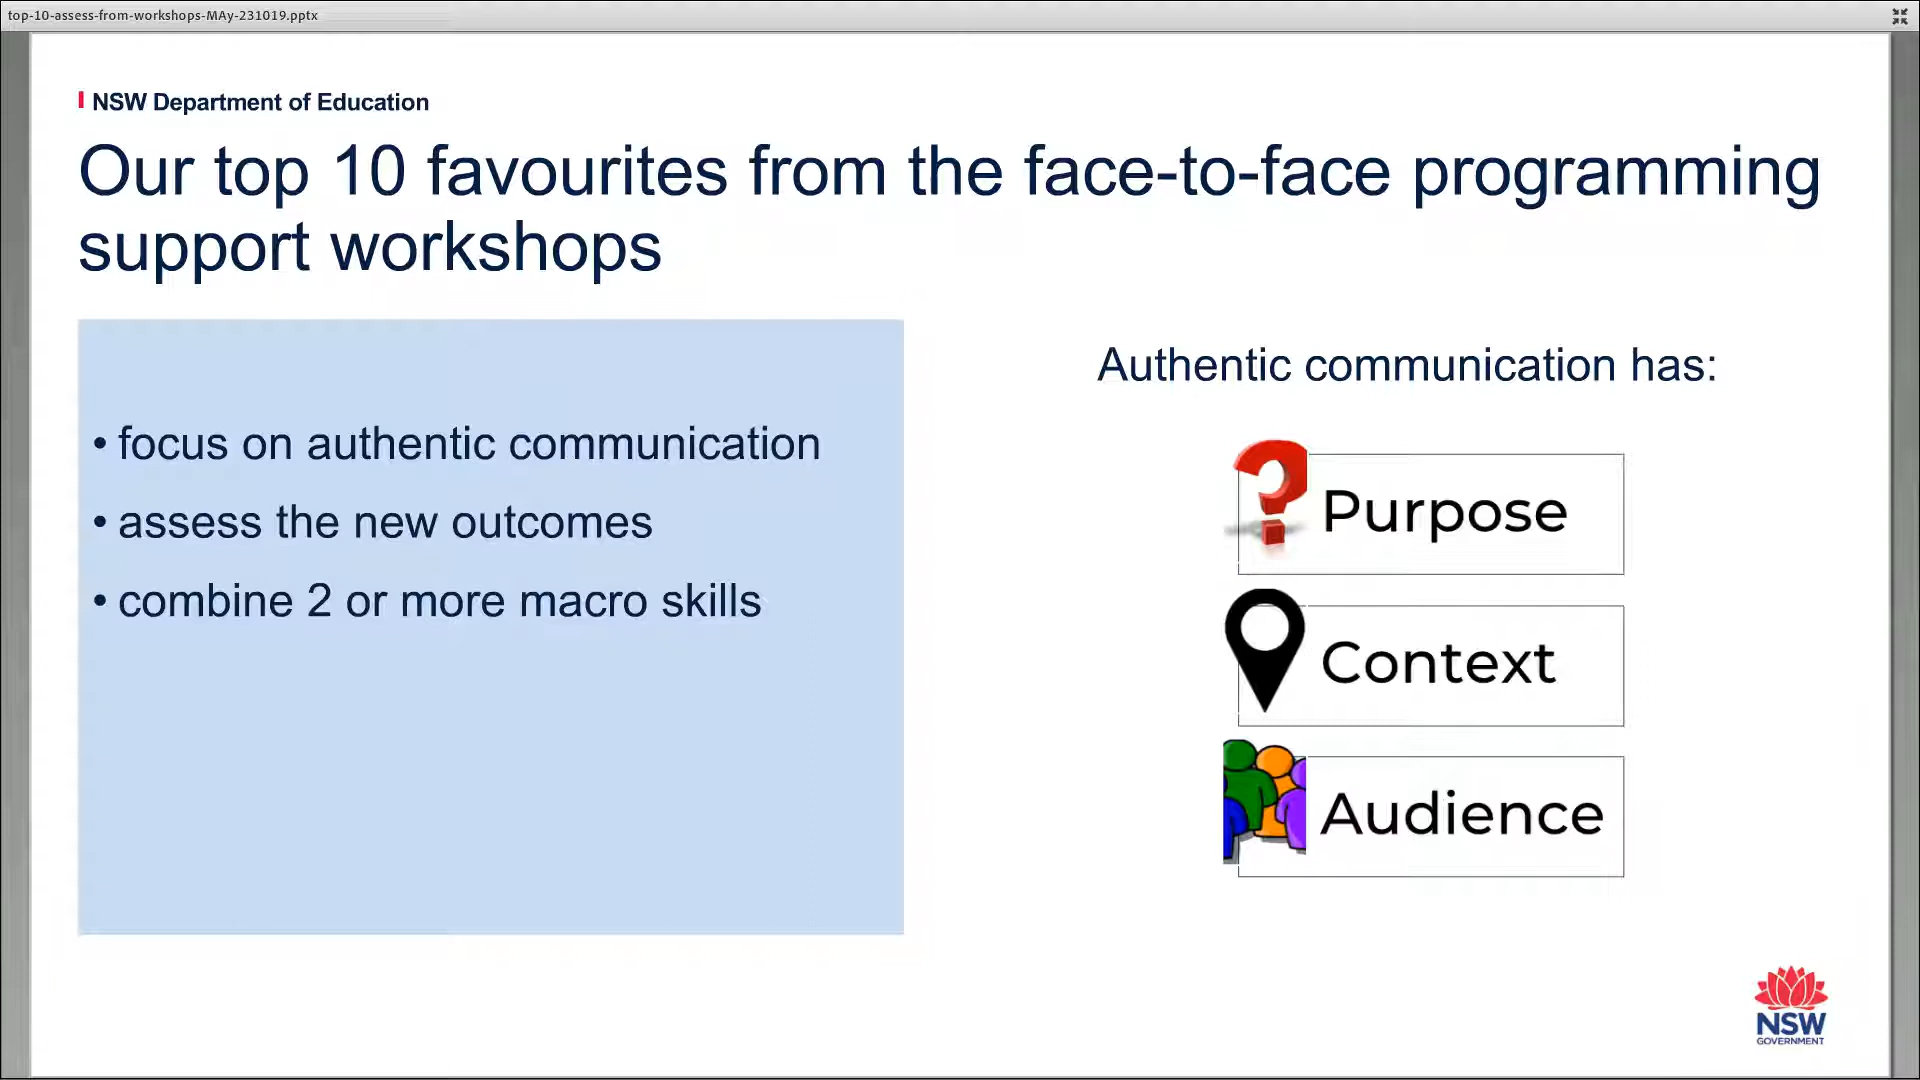 top-10-assess-from-workshops-MAy-231019.pptx
NSW Department of Education
Our top 10 favourites from the face-to-face programming
support workshops
• focus on authentic communication
• assess the new outcomes
• combine 2 or more macro skills
Authentic communication has:
Purpose
Context
Audience
NSW
GOVERNMENT